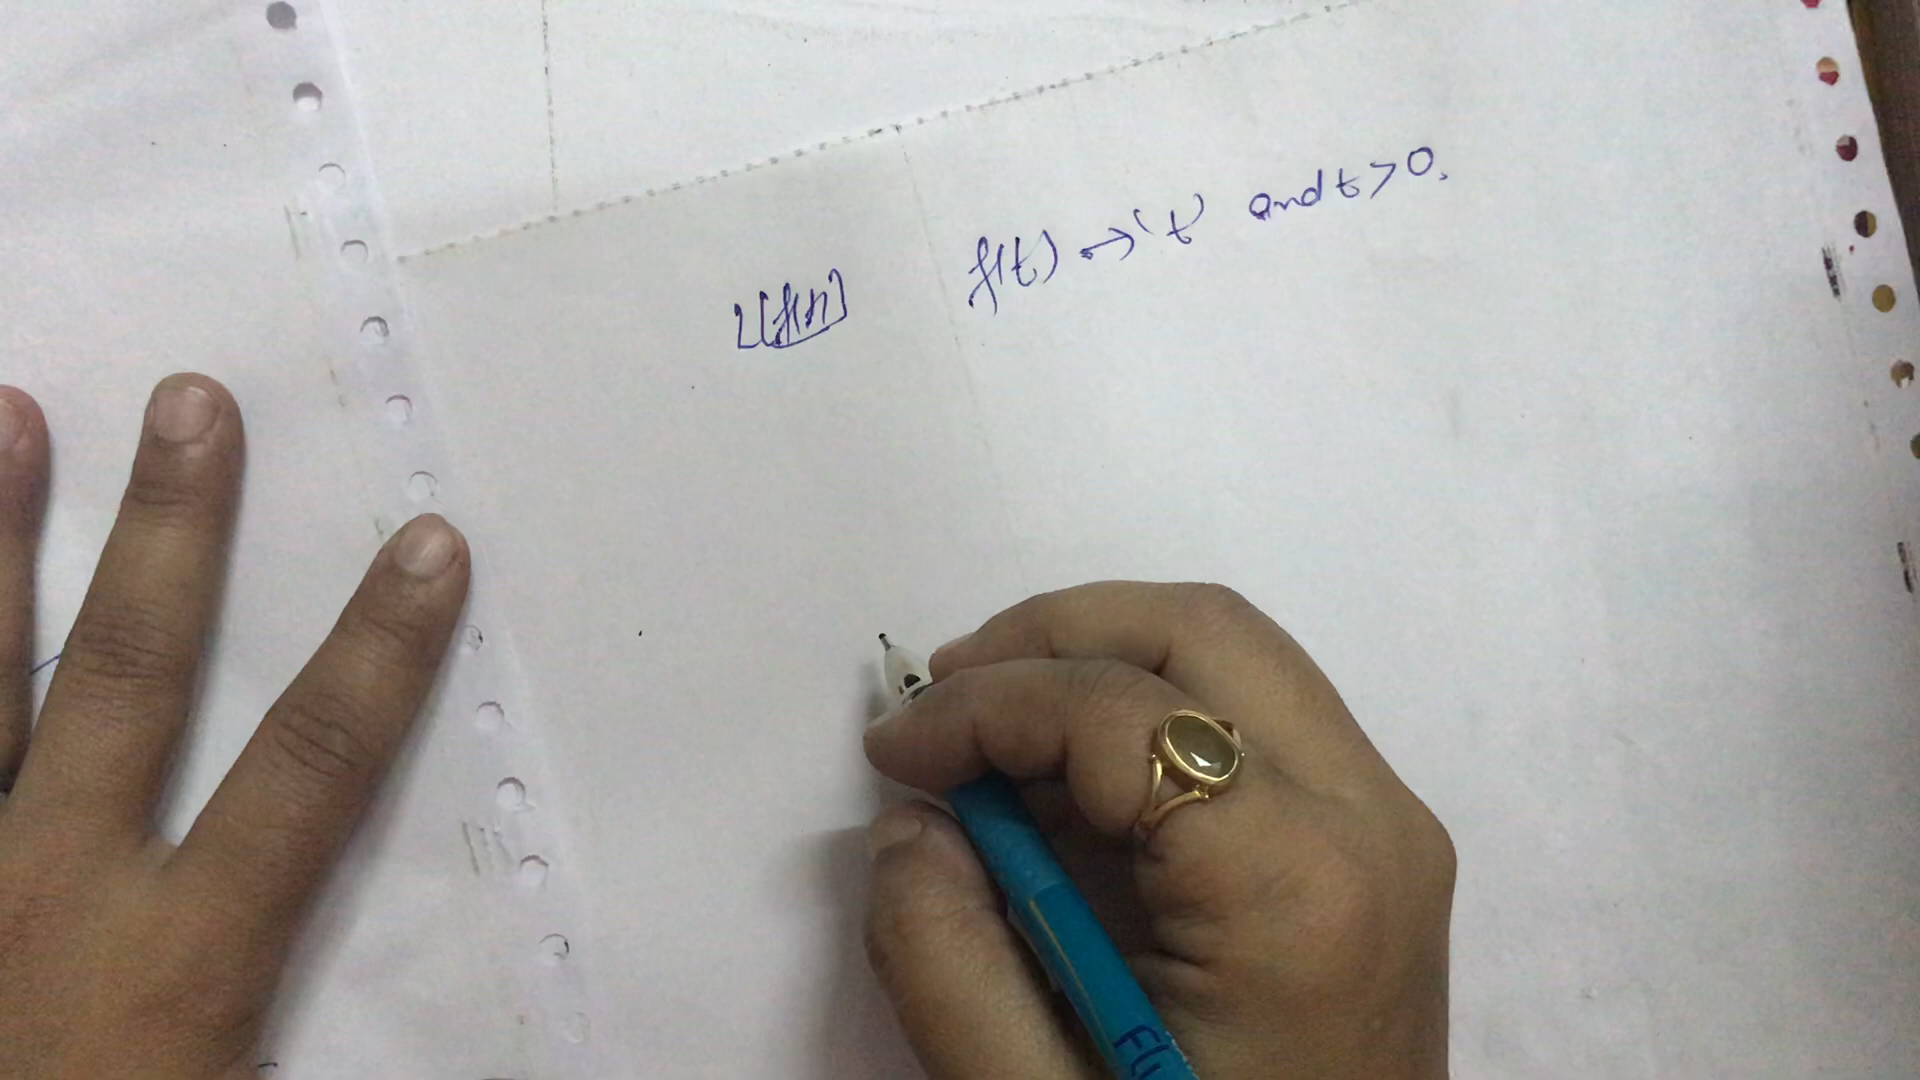 L[f(t)] f(t) → 't' and t > 0.